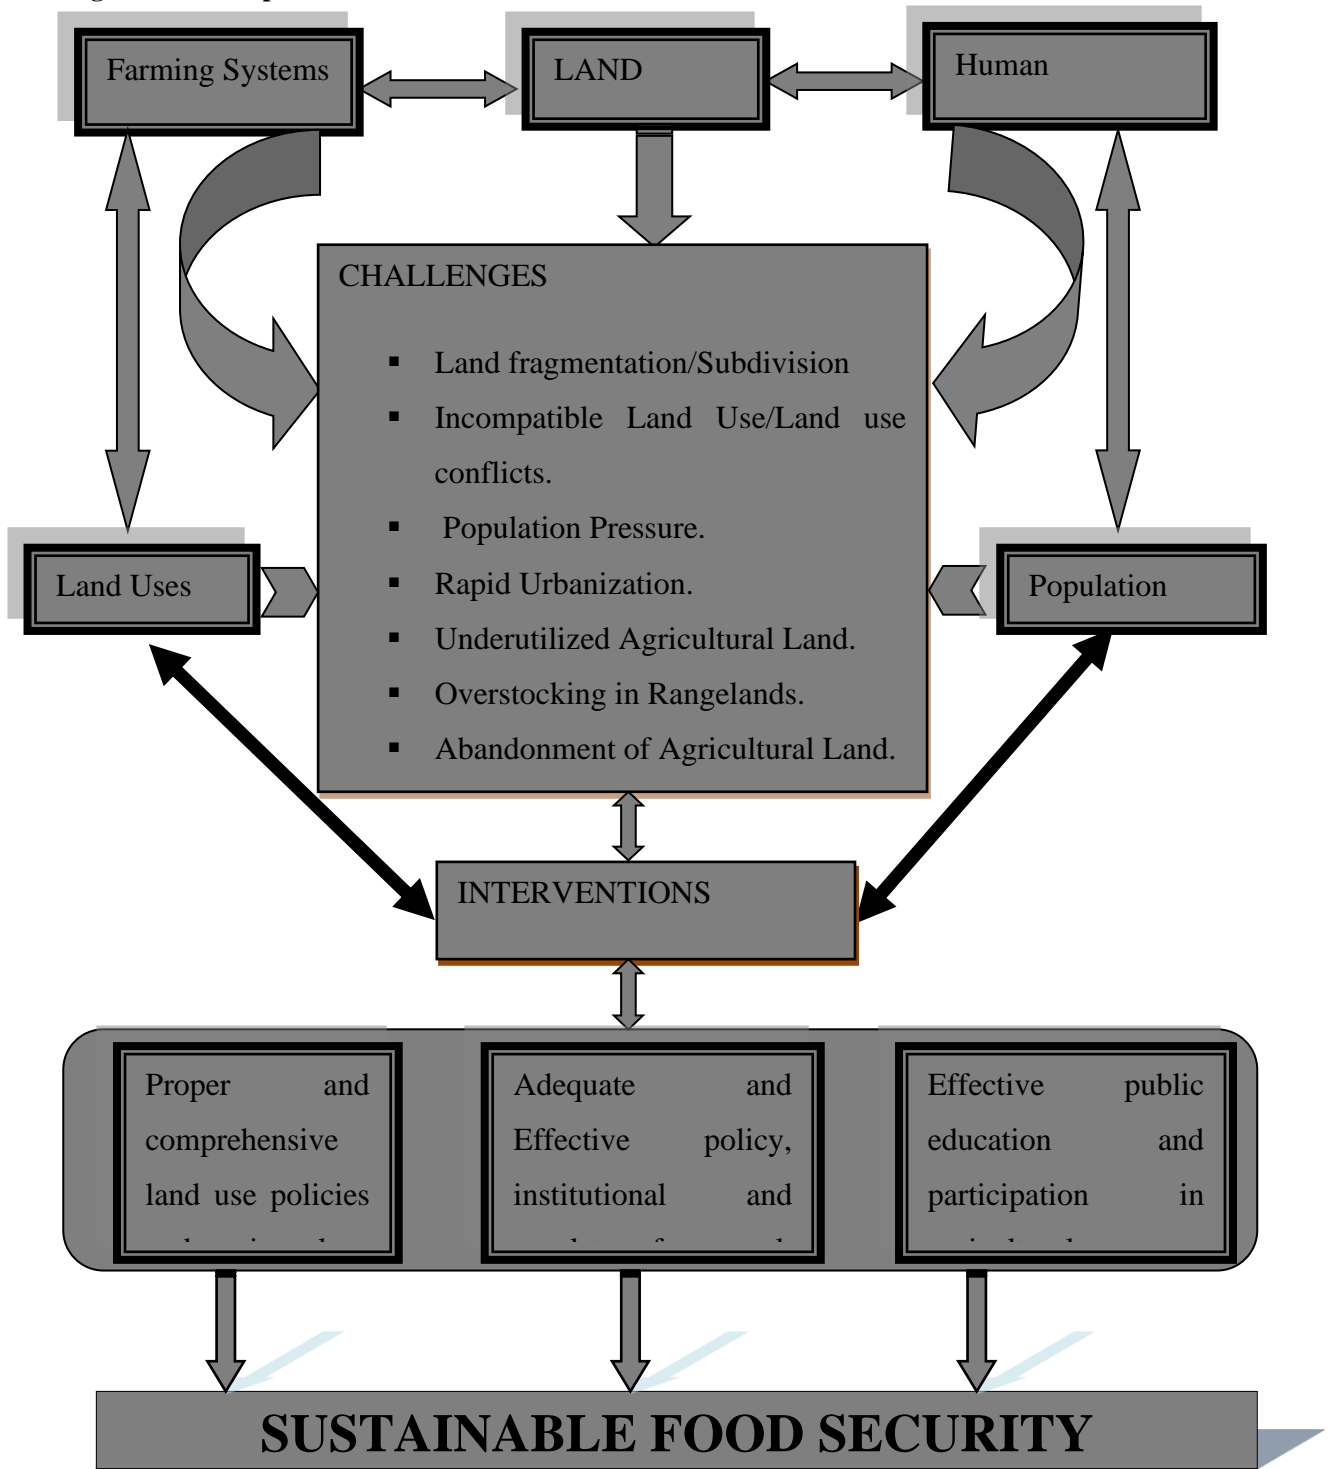 Farming Systems
LAND
Human
CHALLENGES
▪ Land fragmentation/Subdivision
▪ Incompatible Land Use/Land use
conflicts.
▪ Population Pressure.
▪ Rapid Urbanization.
▪ Underutilized Agricultural Land.
▪ Overstocking in Rangelands.
▪ Abandonment of Agricultural Land.
Land Uses
Population
INTERVENTIONS
Proper and
comprehensive
land use policies
Adequate and
Effective policy,
institutional and
Effective public
education and
participation in
SUSTAINABLE FOOD SECURITY